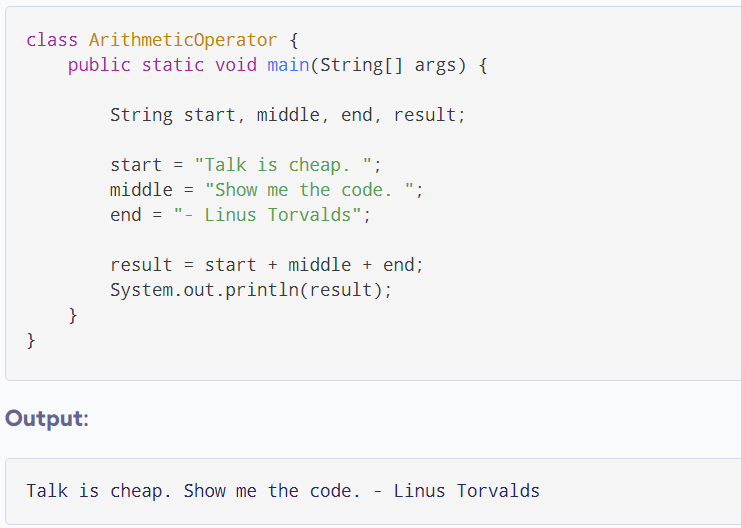 class ArithmeticOperator {
    public static void main(String[] args) {

        String start, middle, end, result;

        start = "Talk is cheap. ";
        middle = "Show me the code. ";
        end = "- Linus Torvalds";

        result = start + middle + end;
        System.out.println(result);
    }
}
Output:
Talk is cheap. Show me the code. - Linus Torvalds